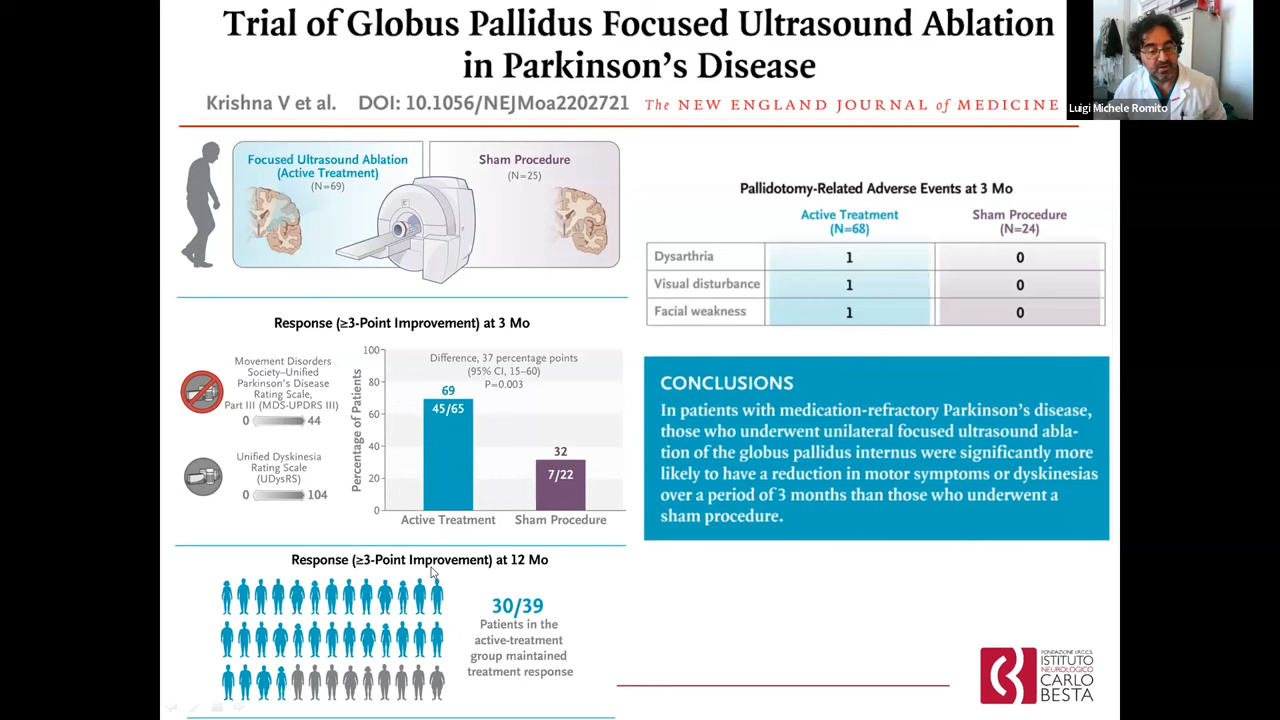 Trial of Globus Pallidus Focused Ultrasound Ablation
in Parkinson's Disease
Krishna V et al. DOI: 10.1056/NEJMoa2202721 The NEW ENGLAND JOURNAL of MEDICINE
Luigi Michele Romito
Focused Ultrasound Ablation
(Active Treatment)
(N=69)
Sham Procedure
(N=25)
Response (≥3-Point Improvement) at 3 Mo
Movement Disorders
Society–Unified
Parkinson's Disease
Rating Scale,
Part III (MDS-UPDRS III)
0 44
Unified Dyskinesia
Rating Scale
(UDysRS)
0 104
Percentage of Patients
100
80
60
40
20
0
Difference, 37 percentage points
(95% CI, 15–60)
P=0.003
69
45/65
32
7/22
Active Treatment
Sham Procedure
Response (≥3-Point Improvement) at 12 Mo
30/39
Patients in the
active-treatment
group maintained
treatment response
Pallidotomy-Related Adverse Events at 3 Mo
Active Treatment
(N=68)
Sham Procedure
(N=24)
Dysarthria 1 0
Visual disturbance 1 0
Facial weakness 1 0
CONCLUSIONS
In patients with medication-refractory Parkinson's disease,
those who underwent unilateral focused ultrasound abla-
tion of the globus pallidus internus were significantly more
likely to have a reduction in motor symptoms or dyskinesias
over a period of 3 months than those who underwent a
sham procedure.
FONDAZIONE I.R.C.C.S.
ISTITUTO
NEUROLOGICO
CARLO
BESTA